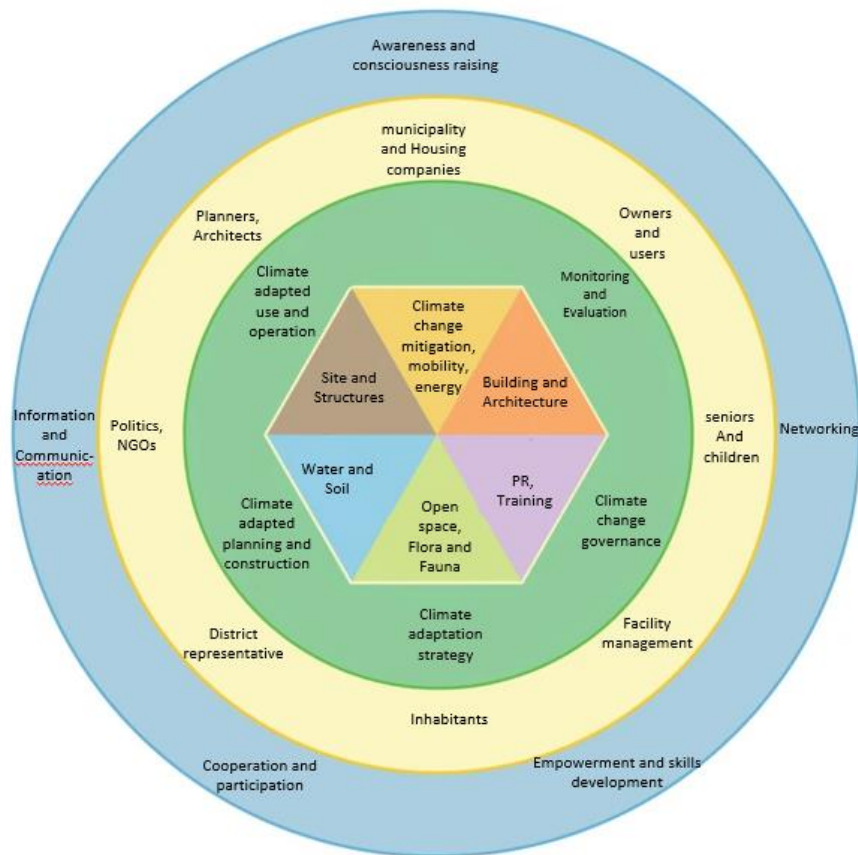 Awareness and
consciousness raising
municipality
and Housing
companies
Planners,
Architects
Owners
and
users
Climate
adapted
use and
operation
Monitoring
and
Evaluation
Climate
change
mitigation,
mobility,
energy
Site and
Structures
Building and
Architecture
Information
and
Communic-
ation
Politics,
NGOs
seniors
And
children
Networking
Water and
Soil
PR,
Training
Open
space,
Flora and
Fauna
Climate
adapted
planning and
construction
Climate
change
governance
Climate
adaptation
strategy
District
representative
Facility
management
Inhabitants
Cooperation and
participation
Empowerment and skills
development